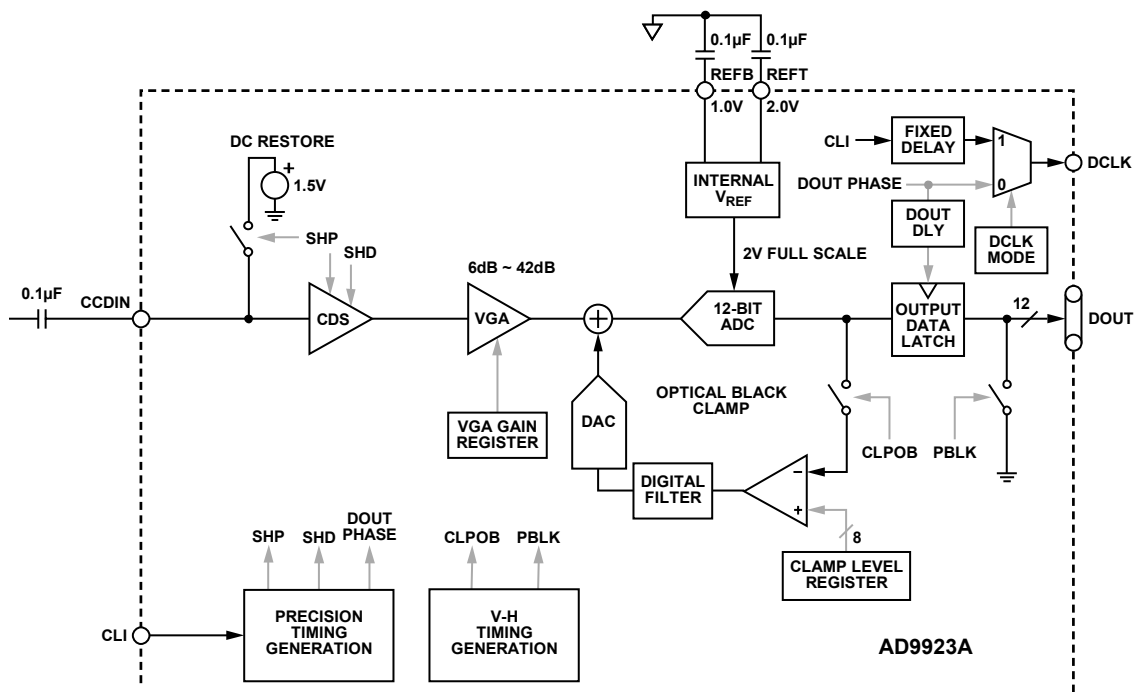 0.1µF
0.1µF
REFB
REFT
1.0V
2.0V
DC RESTORE
+
1.5V
INTERNAL
VREF
CLI
FIXED
DELAY
1
0
DCLK
DOUT PHASE
DOUT
DLY
DCLK
MODE
SHP
SHD
6dB ~ 42dB
2V FULL SCALE
0.1µF
CCDIN
CDS
VGA
+
12-BIT
ADC
OUTPUT
DATA
LATCH
12
DOUT
VGA GAIN
REGISTER
DAC
OPTICAL BLACK
CLAMP
CLPOB
PBLK
DIGITAL
FILTER
–
+
8
CLAMP LEVEL
REGISTER
SHP
SHD
DOUT
PHASE
CLPOB
PBLK
CLI
PRECISION
TIMING
GENERATION
V-H
TIMING
GENERATION
AD9923A